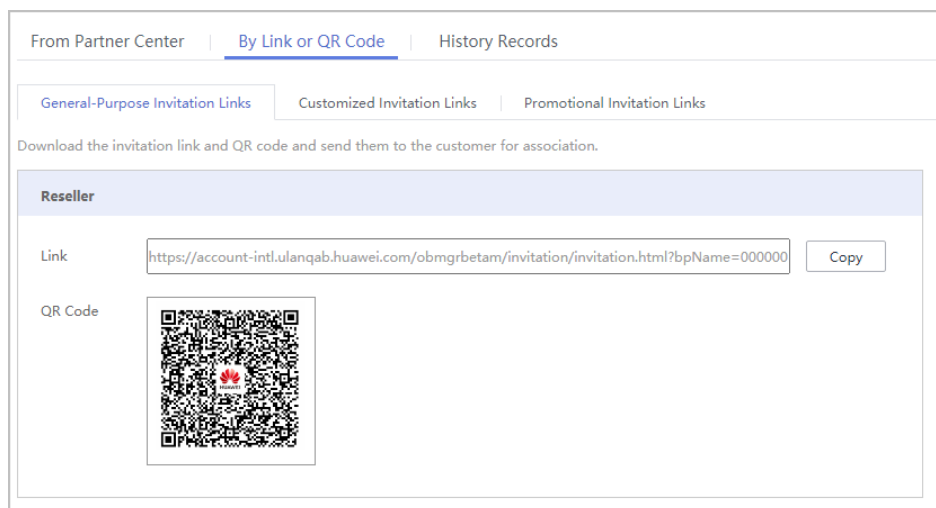 From Partner Center By Link or QR Code History Records
General-Purpose Invitation Links Customized Invitation Links Promotional Invitation Links
Download the invitation link and QR code and send them to the customer for association.
Reseller
Link https://account-intl.ulanqab.huawei.com/obmgrbetam/invitation/invitation.html?bpName=000000 Copy
QR Code
HUAWEI